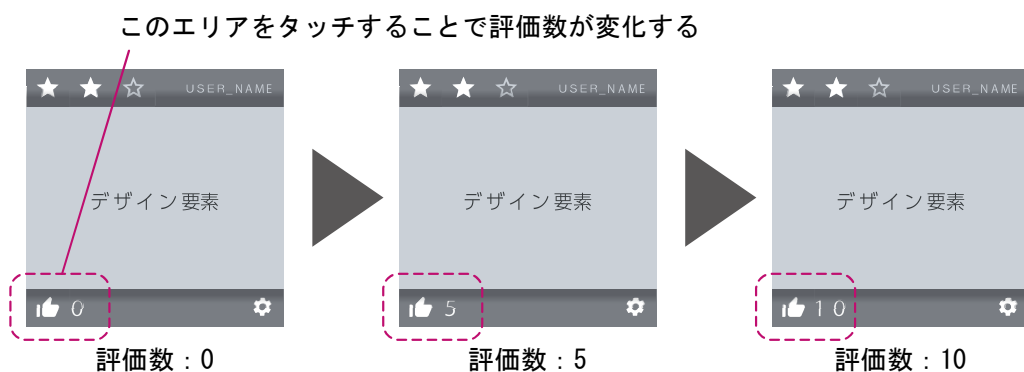 このエリアをタッチすることで評価数が変化する
USER_NAME
デザイン要素
0
評価数：0
USER_NAME
デザイン要素
5
評価数：5
USER_NAME
デザイン要素
10
評価数：10